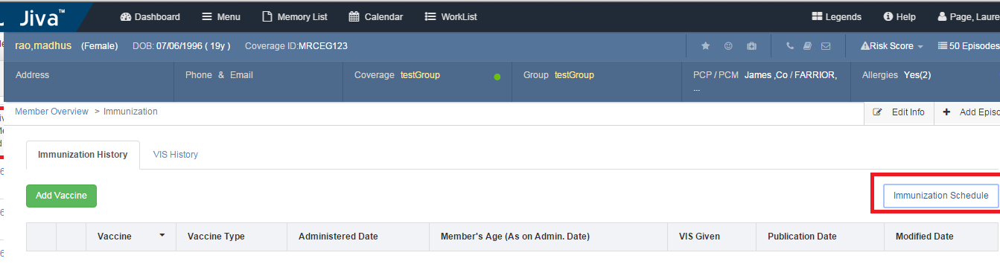 Jiva™ Dashboard Menu Memory List Calendar WorkList Legends Help Page, Laure
rao,madhus (Female) DOB: 07/06/1996 ( 19y ) Coverage ID:MRCEG123 Risk Score 50 Episodes
Address Phone & Email Coverage testGroup Group testGroup PCP / PCM James ,Co / FARRIOR, Allergies Yes(2)
...
Member Overview > Immunization Edit Info Add Episo
Immunization History VIS History
Add Vaccine Immunization Schedule
Vaccine Vaccine Type Administered Date Member's Age (As on Admin. Date) VIS Given Publication Date Modified Date